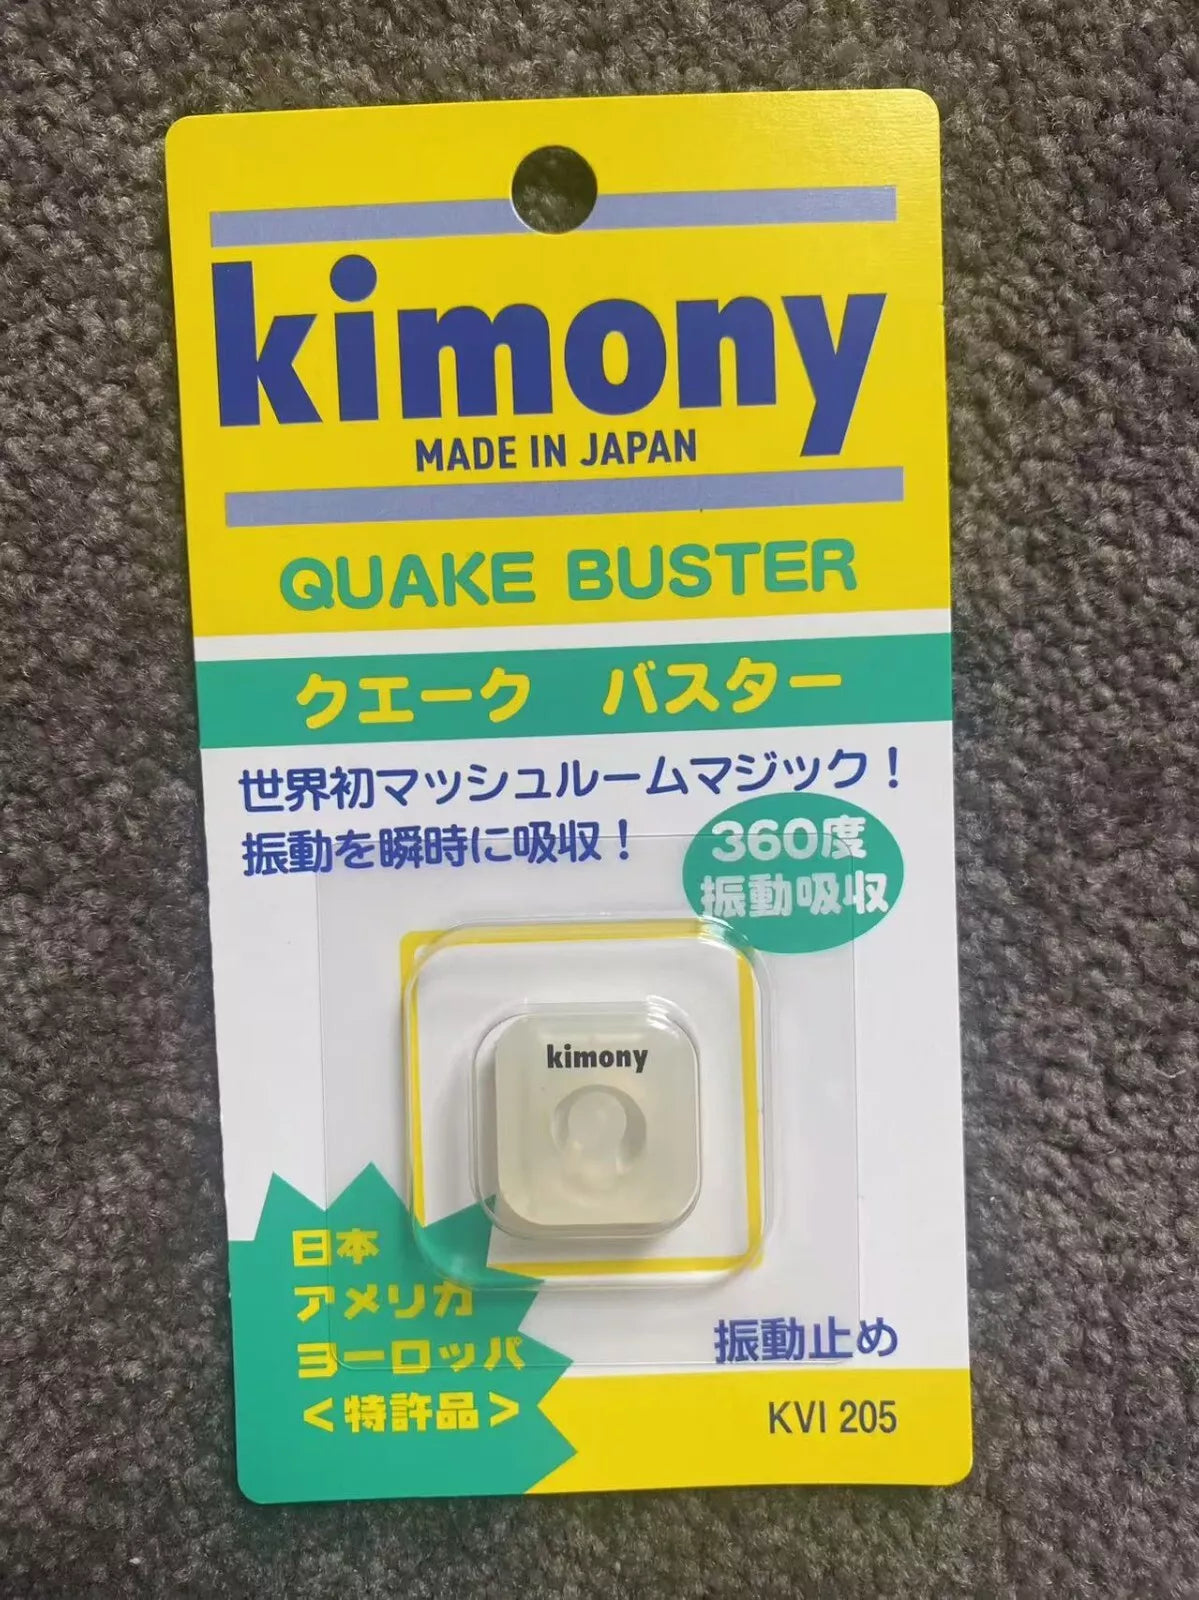 kimony
MADE IN JAPAN
QUAKE BUSTER
クエーク バスター
世界初マッシュルームマジック！
振動を瞬時に吸収！
360度
振動吸収
kimony
日本
アメリカ
ヨーロッパ
＜特許品＞
振動止め
KVI 205